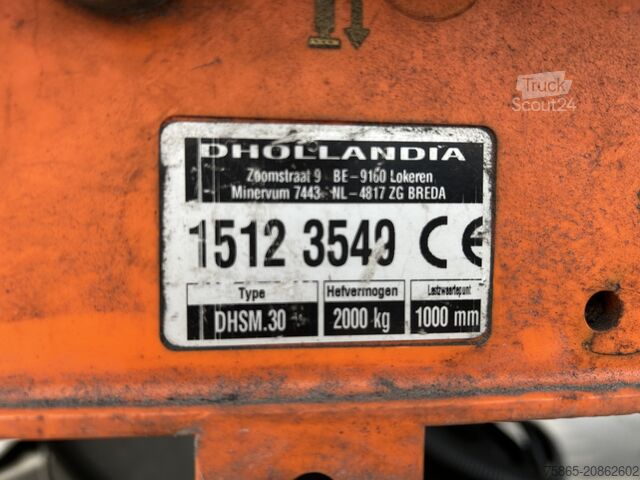 Truck
Scout24
DHOLLANDIA
Zoomstraat 9 BE-9160 Lokeren
Minervum 7443 NL-4817 ZG BREDA
1512 3549 CE
Type Hefvermogen Lastzwaartepunt
DHSM.30 2000 kg 1000 mm
75865-20862602